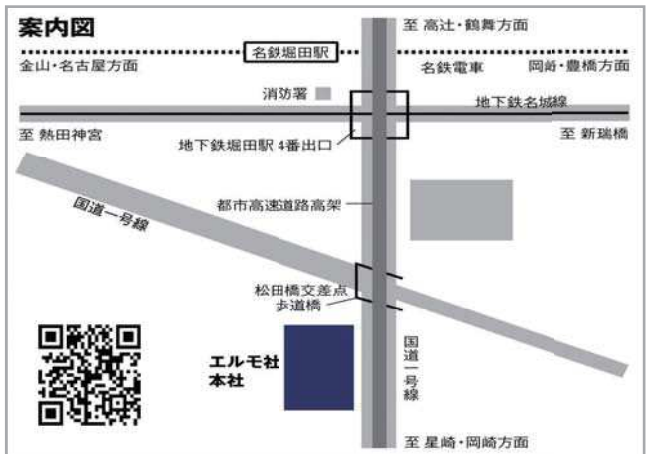 案内図
至 高辻・鶴舞方面
名鉄堀田駅
金山・名古屋方面
名鉄電車
岡崎・豊橋方面
消防署
地下鉄名城線
至 熱田神宮
地下鉄堀田駅 4番出口
至 新瑞橋
国道一号線
都市高速道路高架
松田橋交差点
歩道橋
エルモ社
本社
国道一号線
至 星崎・岡崎方面